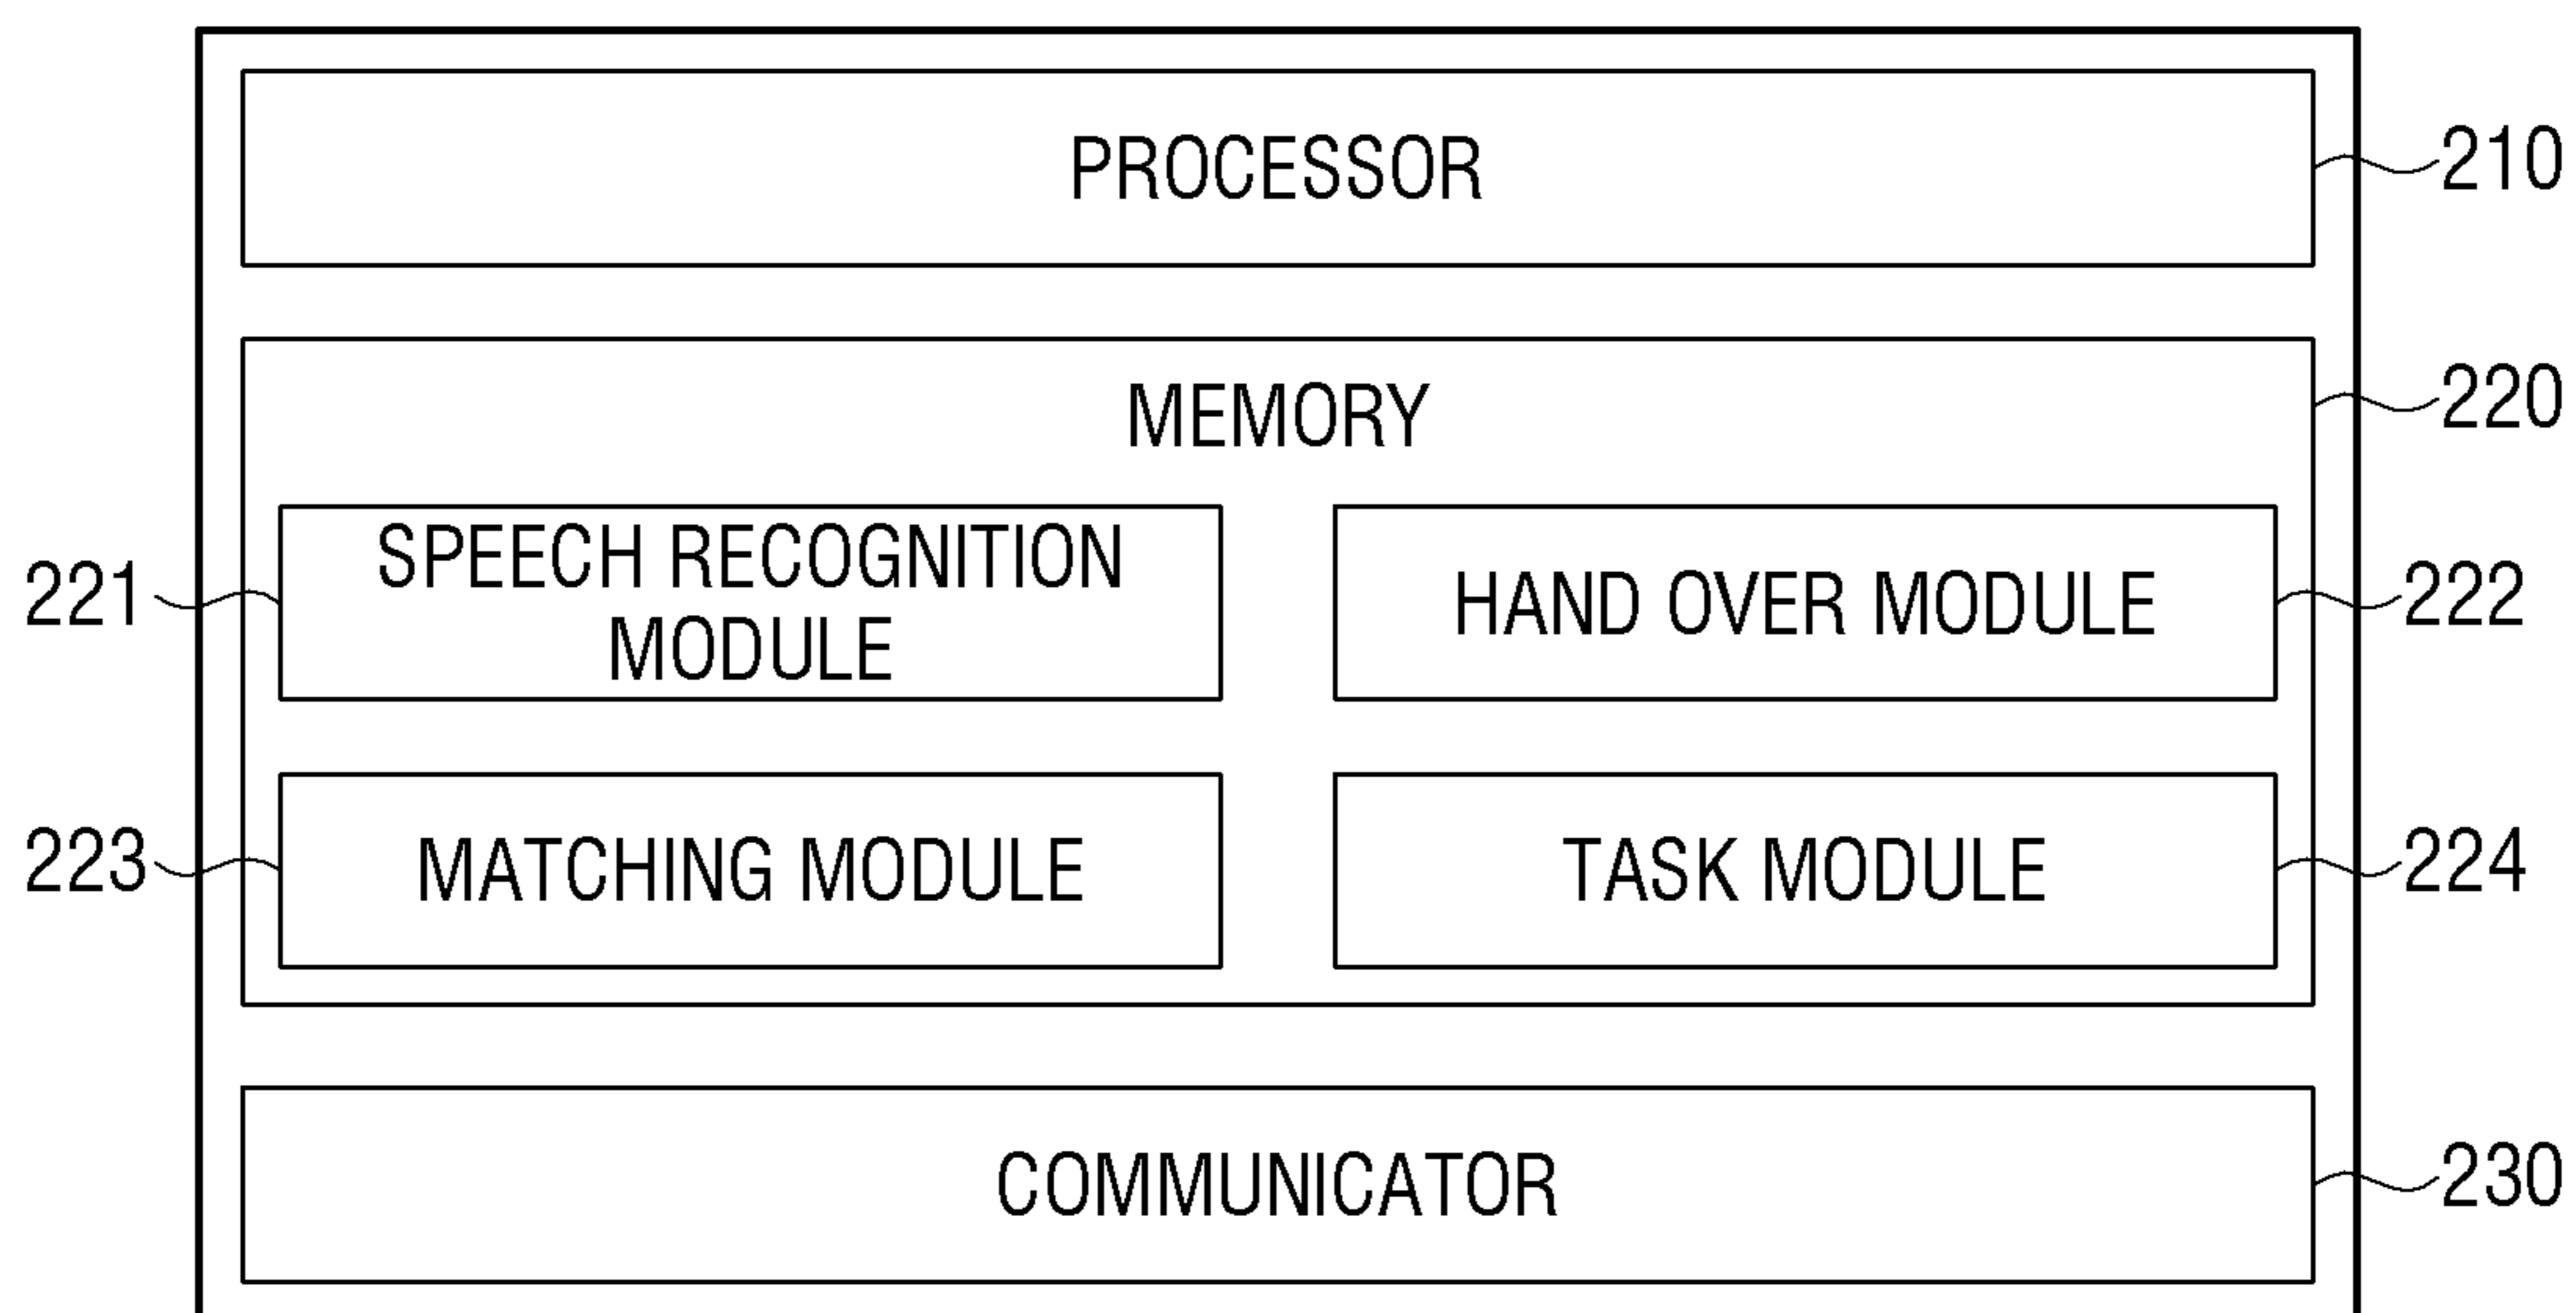 PROCESSOR
210
MEMORY
220
SPEECH RECOGNITION
MODULE
221
HAND OVER MODULE
222
MATCHING MODULE
223
TASK MODULE
224
COMMUNICATOR
230